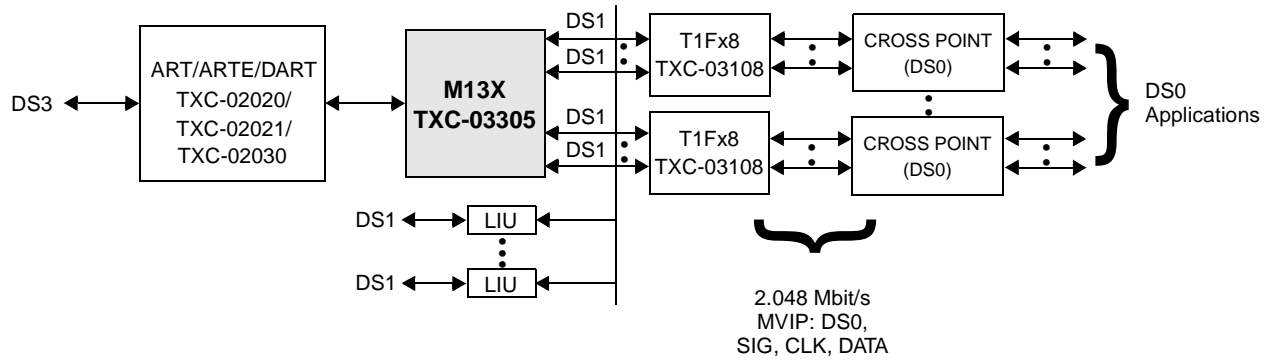 DS3
ART/ARTE/DART
TXC-02020/
TXC-02021/
TXC-02030
M13X
TXC-03305
DS1
DS1
DS1
DS1
T1Fx8
TXC-03108
T1Fx8
TXC-03108
CROSS POINT
(DS0)
CROSS POINT
(DS0)
DS0
Applications
DS1
LIU
DS1
LIU
2.048 Mbit/s
MVIP: DS0,
SIG, CLK, DATA